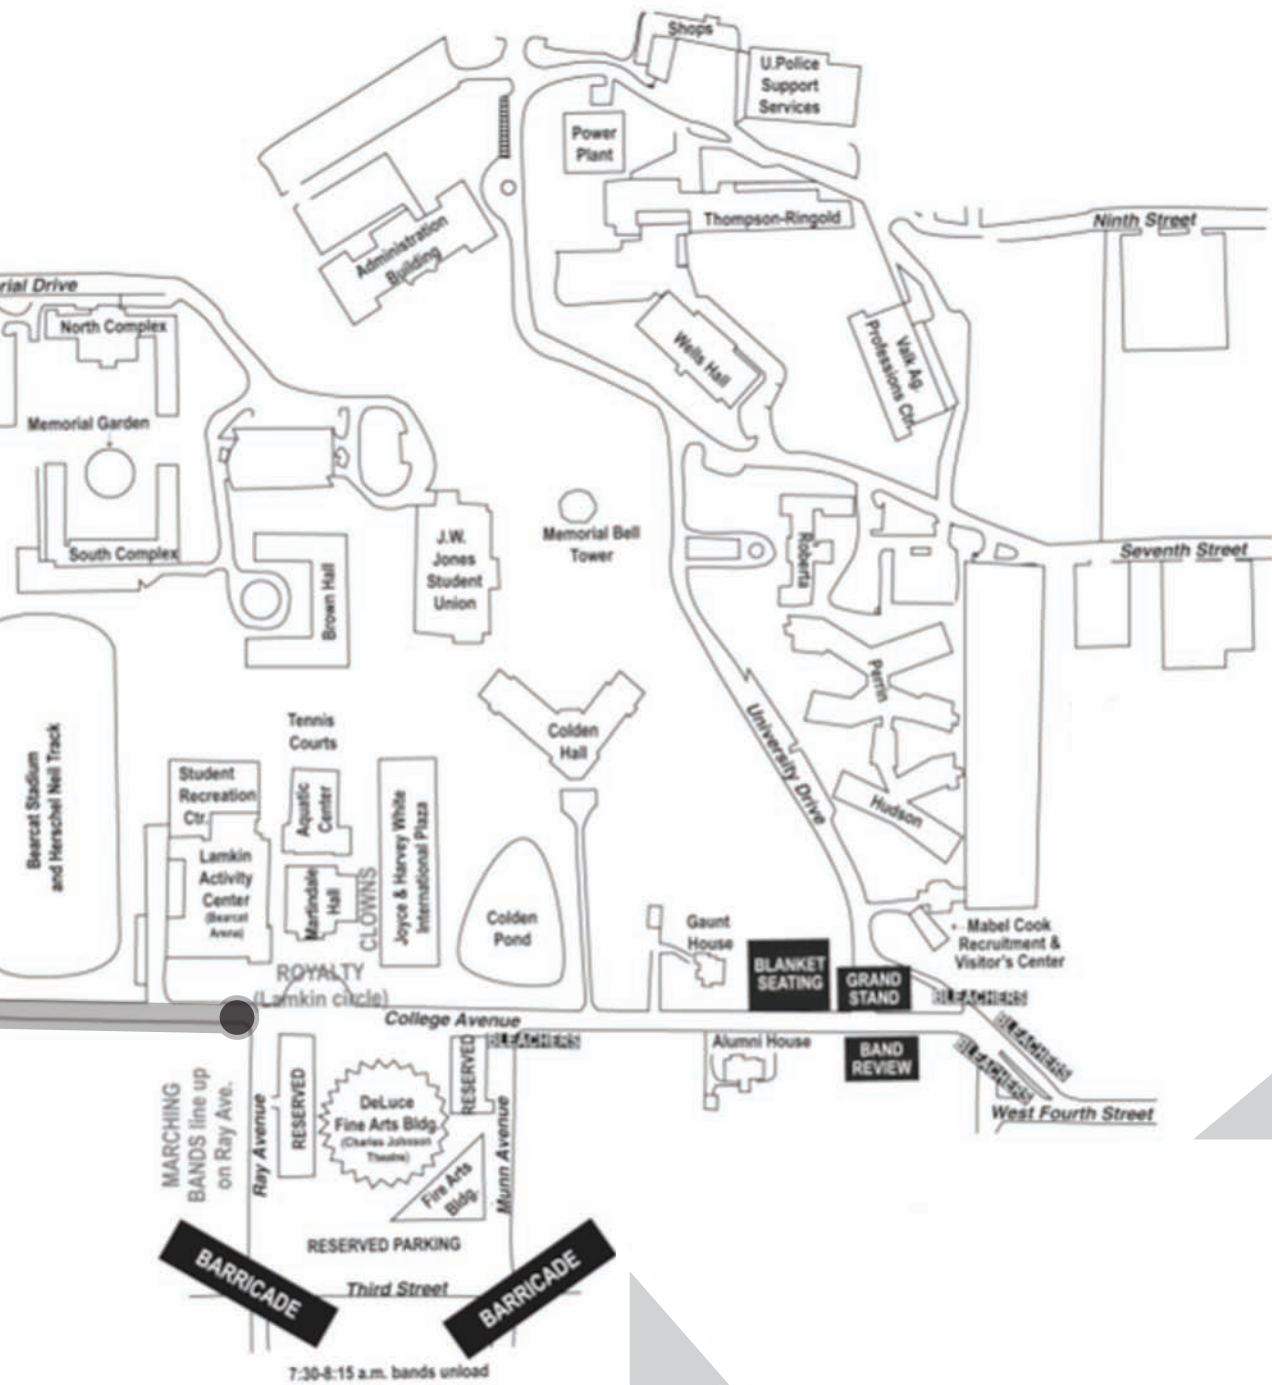 Shops
U.Police
Support
Services
Power
Plant
Thompson-Ringold
Ninth Street
Administration
Building
rial Drive
North Complex
Wells Hall
Valk Ag.
Professions Ctr.
Memorial Garden
South Complex
J.W.
Jones
Student
Union
Memorial Bell
Tower
Roberta
Seventh Street
Brown Hall
Perrin
Colden
Hall
University Drive
Tennis
Courts
Bearcat Stadium
and Herschel Neil Track
Student
Recreation
Ctr.
Aquatic
Center
Joyce & Harvey White
International Plaza
Hudson
Lamkin
Activity
Center
(Bearcat
Arena)
Martindale
Hall
CLOWNS
Colden
Pond
Gaunt
House
Mabel Cook
Recruitment &
Visitor's Center
BLANKET
SEATING
GRAND
STAND
ROYALTY
(Lamkin circle)
BLEACHERS
College Avenue
BLEACHERS
BLEACHERS
Alumni House
BAND
REVIEW
BLEACHERS
West Fourth Street
RESERVED
RESERVED
DeLuce
Fine Arts Bldg.
(Charles Johnson
Theatre)
MARCHING
BANDS line up
on Ray Ave.
Ray Avenue
Munn Avenue
Fire Arts
Bldg.
RESERVED PARKING
BARRICADE
BARRICADE
Third Street
7:30-8:15 a.m. bands unload